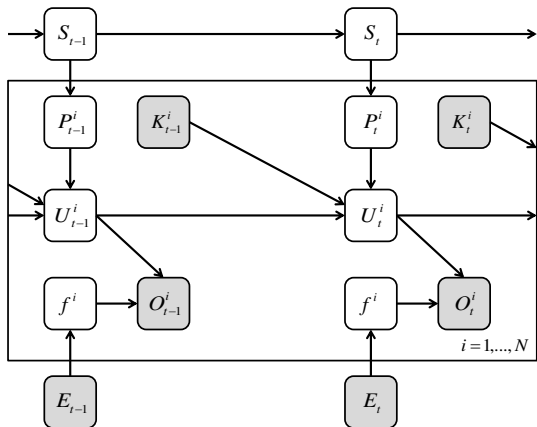 S_{t-1} S_t
P^i_{t-1} K^i_{t-1} P^i_t K^i_t
U^i_{t-1} U^i_t
f^i O^i_{t-1} f^i O^i_t
i=1,...,N
E_{t-1} E_t